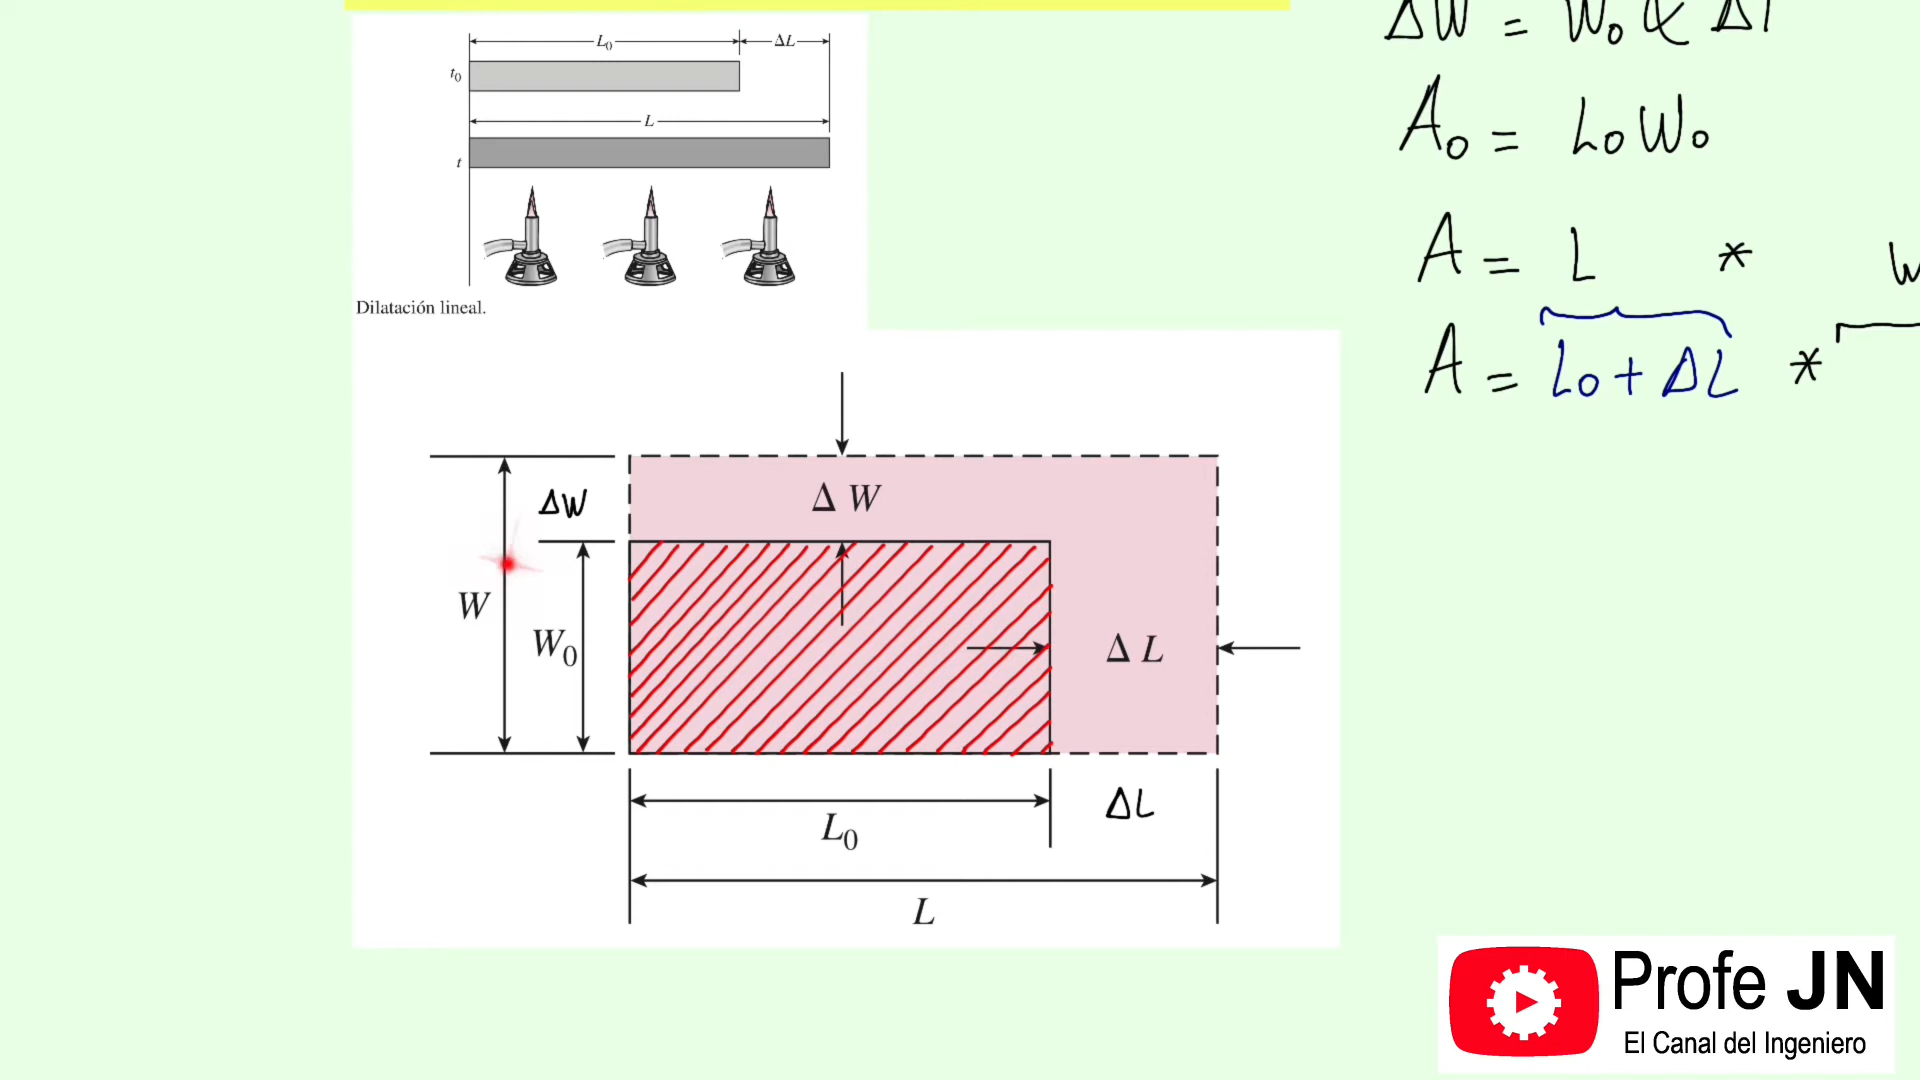 L₀ ΔL
t₀
L
t
Dilatación lineal.
ΔW = W₀ α ΔT
A₀ = L₀W₀
A = L * W
A = L₀ + ΔL *
ΔW
Δ W
W
W₀
Δ L
L₀
ΔL
L
Profe JN
El Canal del Ingeniero